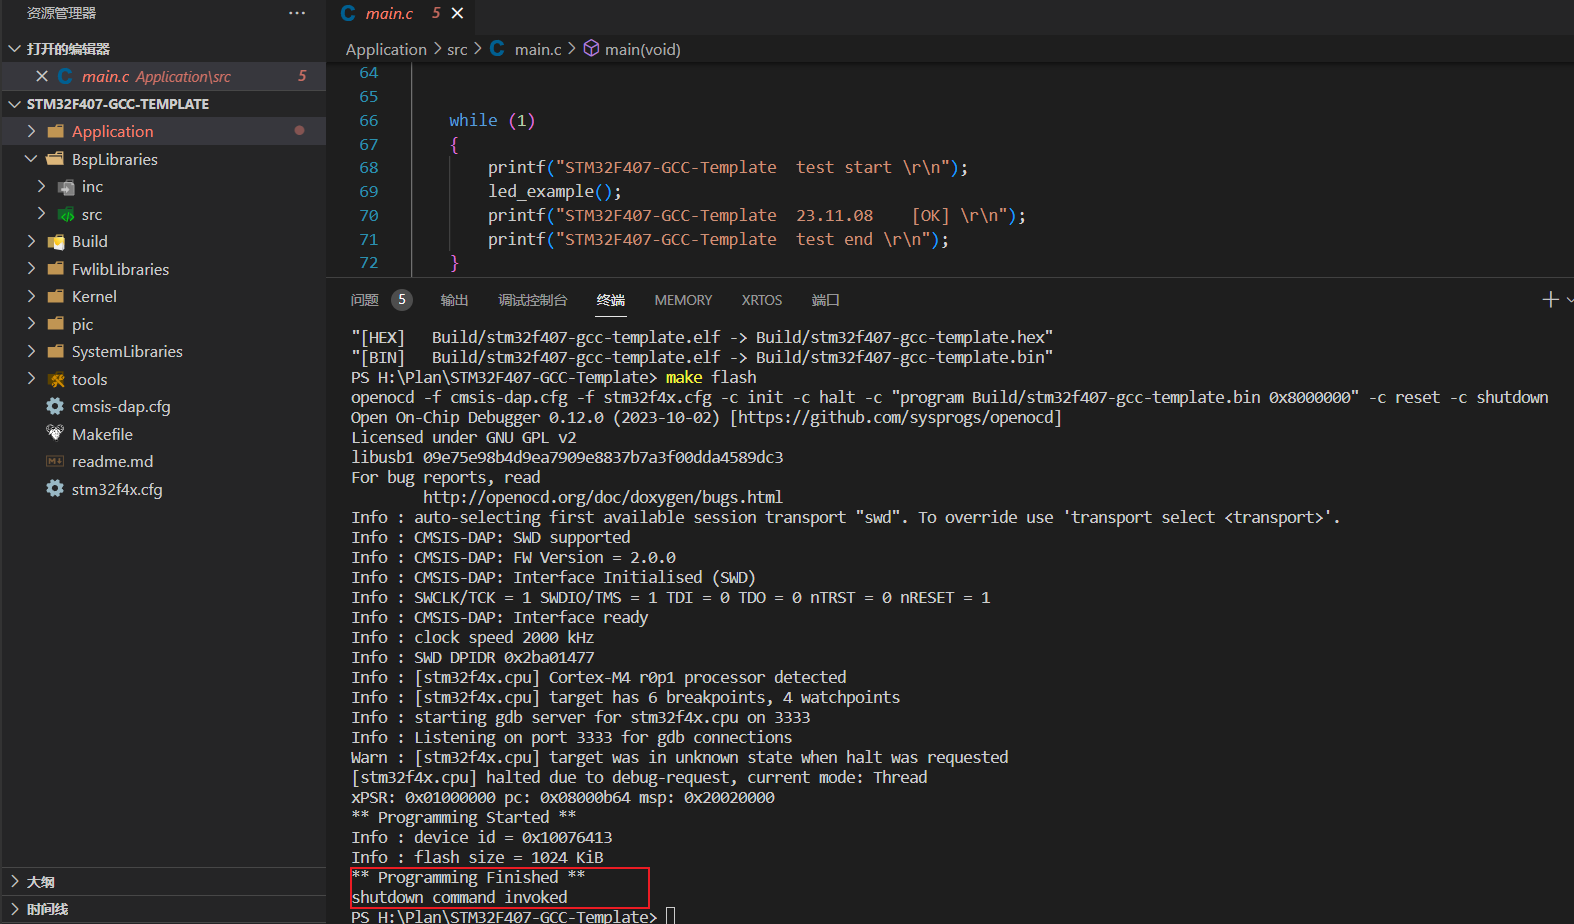 资源管理器
···
打开的编辑器
main.c Application\src 5
STM32F407-GCC-TEMPLATE
Application
BspLibraries
inc
src
Build
FwlibLibraries
Kernel
pic
SystemLibraries
tools
cmsis-dap.cfg
Makefile
readme.md
stm32f4x.cfg
大纲
时间线
main.c 5
Application > src > C main.c > main(void)
64
65
66 while (1)
67 {
68 printf("STM32F407-GCC-Template  test start \r\n");
69 led_example();
70 printf("STM32F407-GCC-Template  23.11.08    [OK] \r\n");
71 printf("STM32F407-GCC-Template  test end \r\n");
72 }
问题 5 输出 调试控制台 终端 MEMORY XRTOS 端口
"[HEX]   Build/stm32f407-gcc-template.elf -> Build/stm32f407-gcc-template.hex"
"[BIN]   Build/stm32f407-gcc-template.elf -> Build/stm32f407-gcc-template.bin"
PS H:\Plan\STM32F407-GCC-Template> make flash
openocd -f cmsis-dap.cfg -f stm32f4x.cfg -c init -c halt -c "program Build/stm32f407-gcc-template.bin 0x8000000" -c reset -c shutdown
Open On-Chip Debugger 0.12.0 (2023-10-02) [https://github.com/sysprogs/openocd]
Licensed under GNU GPL v2
libusb1 09e75e98b4d9ea7909e8837b7a3f00dda4589dc3
For bug reports, read
http://openocd.org/doc/doxygen/bugs.html
Info : auto-selecting first available session transport "swd". To override use 'transport select <transport>'.
Info : CMSIS-DAP: SWD supported
Info : CMSIS-DAP: FW Version = 2.0.0
Info : CMSIS-DAP: Interface Initialised (SWD)
Info : SWCLK/TCK = 1 SWDIO/TMS = 1 TDI = 0 TDO = 0 nTRST = 0 nRESET = 1
Info : CMSIS-DAP: Interface ready
Info : clock speed 2000 kHz
Info : SWD DPIDR 0x2ba01477
Info : [stm32f4x.cpu] Cortex-M4 r0p1 processor detected
Info : [stm32f4x.cpu] target has 6 breakpoints, 4 watchpoints
Info : starting gdb server for stm32f4x.cpu on 3333
Info : Listening on port 3333 for gdb connections
Warn : [stm32f4x.cpu] target was in unknown state when halt was requested
[stm32f4x.cpu] halted due to debug-request, current mode: Thread
xPSR: 0x01000000 pc: 0x08000b64 msp: 0x20020000
** Programming Started **
Info : device id = 0x10076413
Info : flash size = 1024 KiB
** Programming Finished **
shutdown command invoked
PS H:\Plan\STM32F407-GCC-Template>